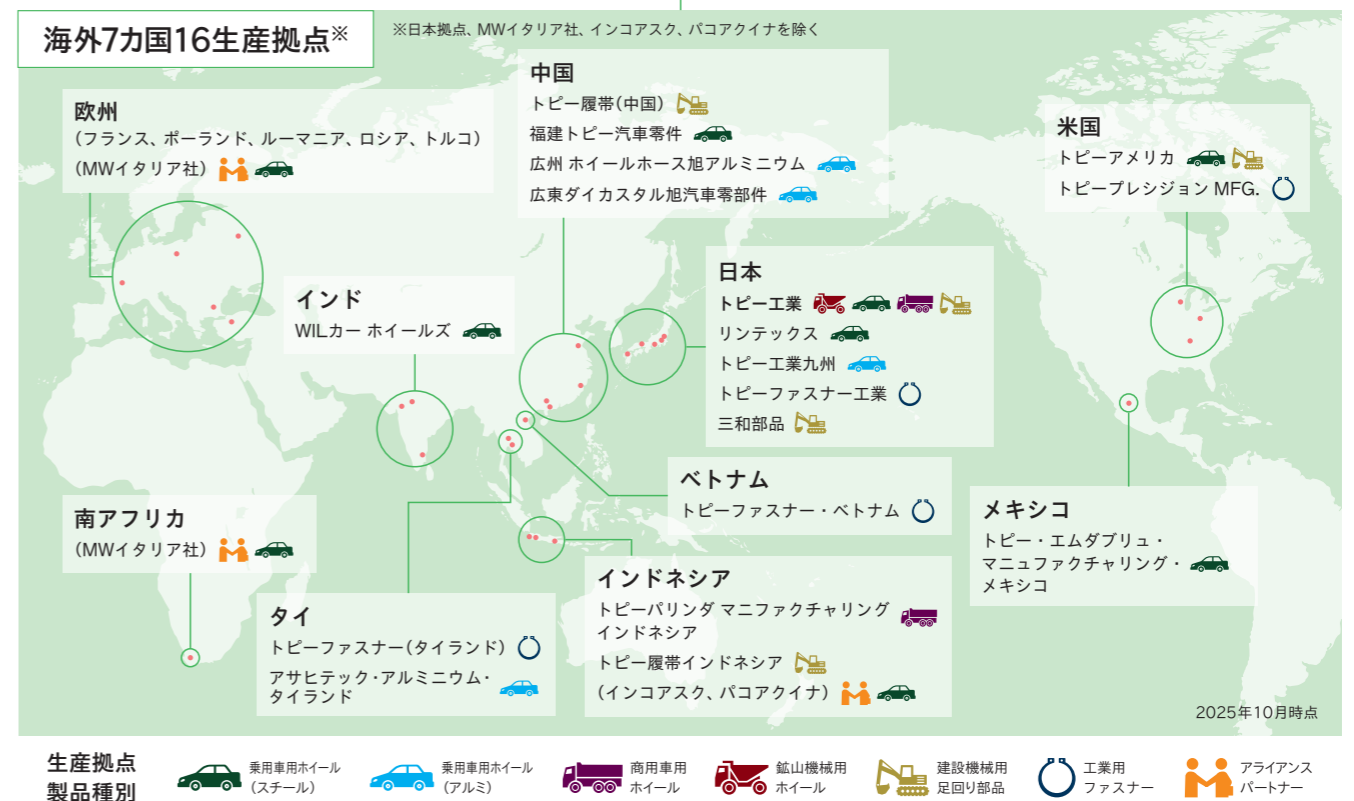 海外7カ国16生産拠点※
※日本拠点、MWイタリア社、インコアスク、パコアクイナを除く
欧州
(フランス、ポーランド、ルーマニア、ロシア、トルコ)
(MWイタリア社)
中国
トピー履帯(中国)
福建トピー汽車零件
広州 ホイールホース旭アルミニウム
広東ダイカスタル旭汽車零部件
米国
トピーアメリカ
トピープレシジョン MFG.
インド
WILカー ホイールズ
日本
トピー工業
リンテックス
トピー工業九州
トピーファスナー工業
三和部品
ベトナム
トピーファスナー・ベトナム
メキシコ
トピー・エムダブリュ・
マニュファクチャリング・
メキシコ
南アフリカ
(MWイタリア社)
タイ
トピーファスナー(タイランド)
アサヒテック・アルミニウム・
タイランド
インドネシア
トピーパリンダ マニファクチャリング
インドネシア
トピー履帯インドネシア
(インコアスク、パコアクイナ)
2025年10月時点
生産拠点
製品種別
乗用車用ホイール
(スチール)
乗用車用ホイール
(アルミ)
商用車用
ホイール
鉱山機械用
ホイール
建設機械用
足回り部品
工業用
ファスナー
アライアンス
パートナー